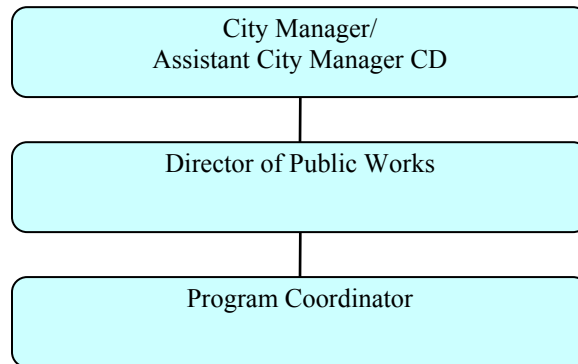 City Manager/
Assistant City Manager CD
Director of Public Works
Program Coordinator